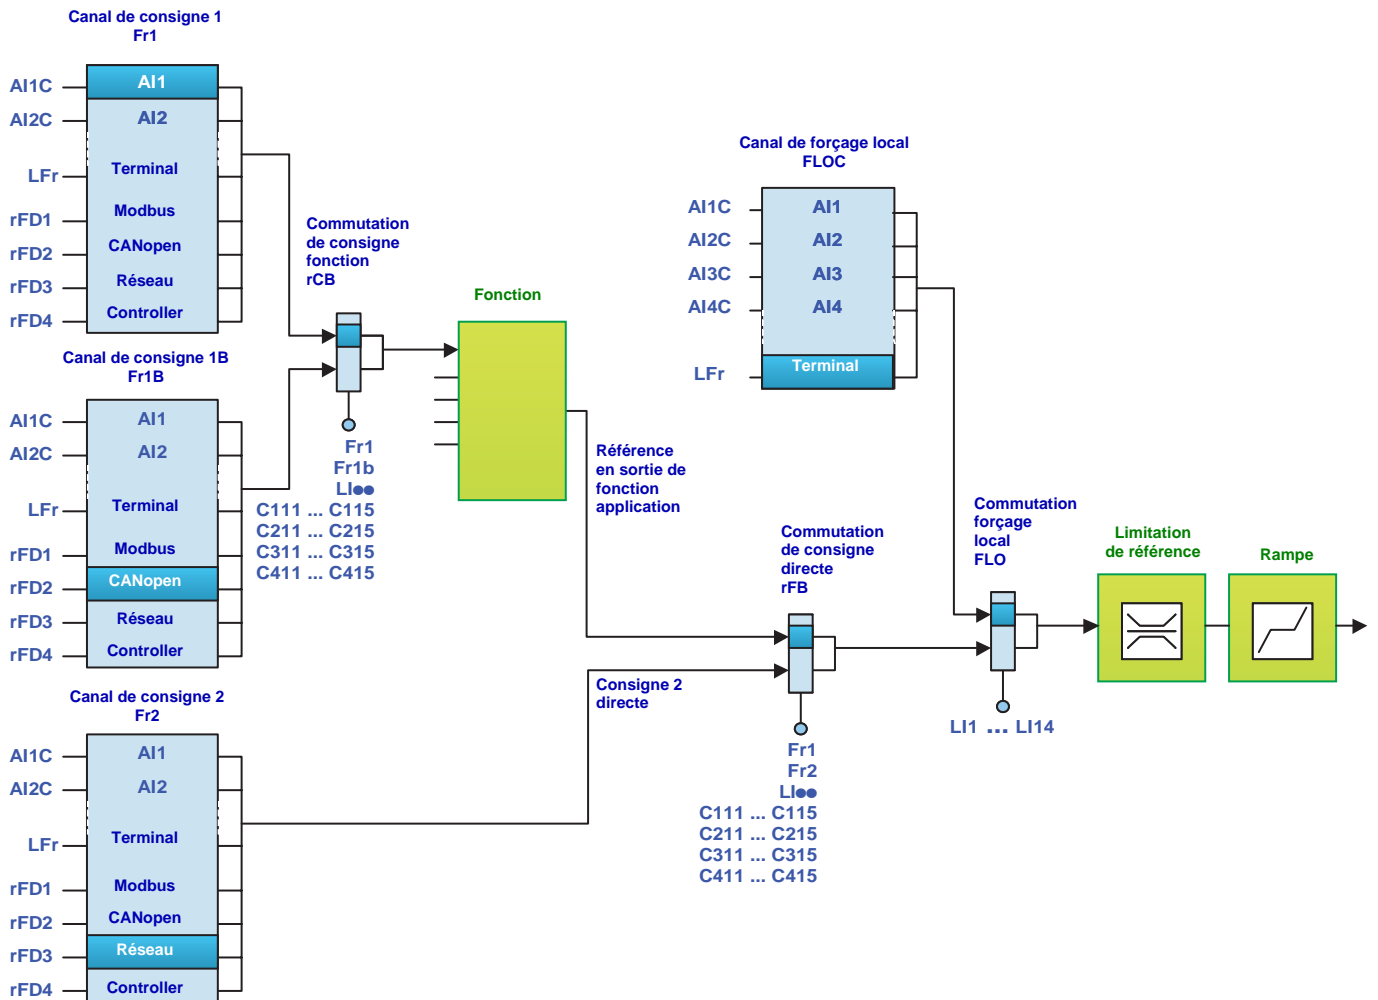 Canal de consigne 1
Fr1
AI1C
AI1
AI2C
AI2
LFr
Terminal
rFD1
Modbus
rFD2
CANopen
rFD3
Réseau
rFD4
Controller
Canal de consigne 1B
Fr1B
AI1C
AI1
AI2C
AI2
LFr
Terminal
rFD1
Modbus
rFD2
CANopen
rFD3
Réseau
rFD4
Controller
Canal de consigne 2
Fr2
AI1C
AI1
AI2C
AI2
LFr
Terminal
rFD1
Modbus
rFD2
CANopen
rFD3
Réseau
rFD4
Controller
Commutation
de consigne
fonction
rCB
Fr1
Fr1b
LI●●
C111 ... C115
C211 ... C215
C311 ... C315
C411 ... C415
Fonction
Référence
en sortie de
fonction
application
Consigne 2
directe
Canal de forçage local
FLOC
AI1C
AI1
AI2C
AI2
AI3C
AI3
AI4C
AI4
LFr
Terminal
Commutation
de consigne
directe
rFB
Fr1
Fr2
LI●●
C111 ... C115
C211 ... C215
C311 ... C315
C411 ... C415
Commutation
forçage
local
FLO
LI1 ... LI14
Limitation
de référence
Rampe